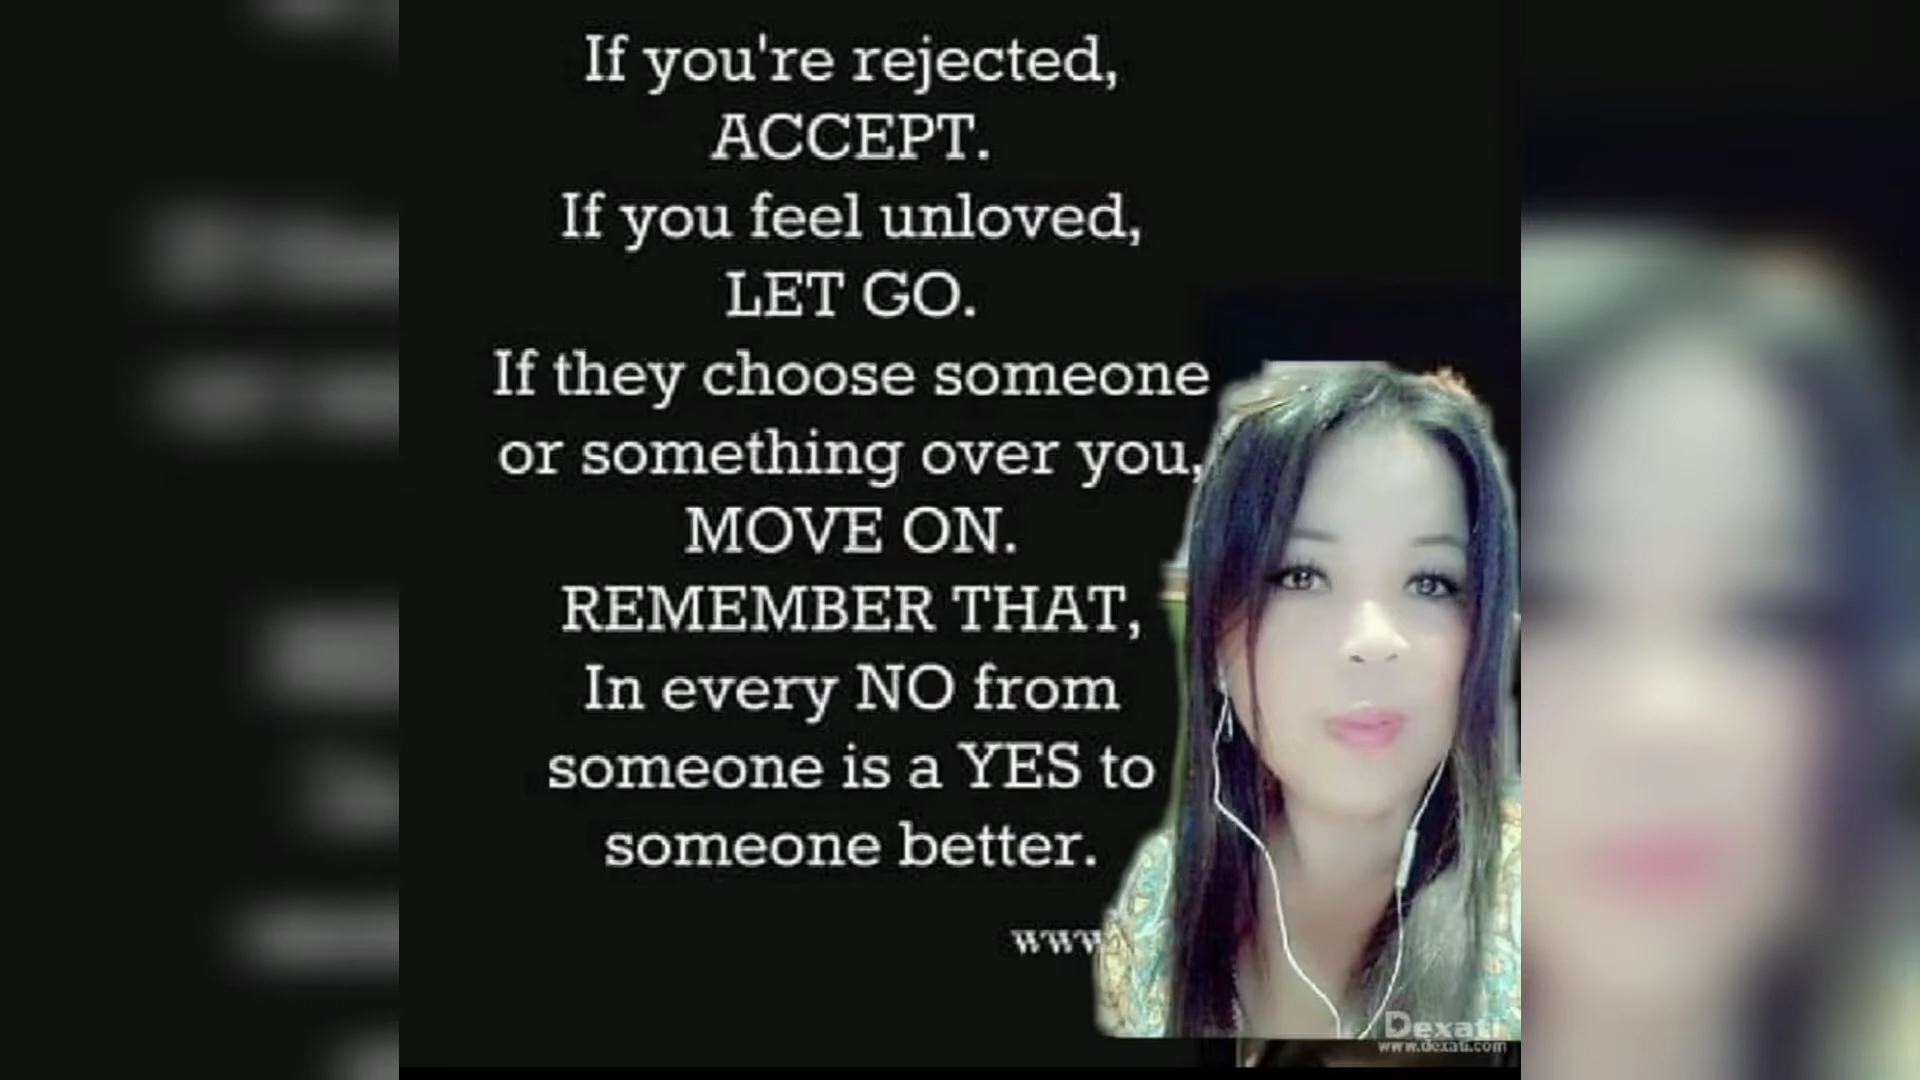 If you're rejected,
ACCEPT.
If you feel unloved,
LET GO.
If they choose someone
or something over you,
MOVE ON.
REMEMBER THAT,
In every NO from
someone is a YES to
someone better.
www
Dexati
www.dexati.com